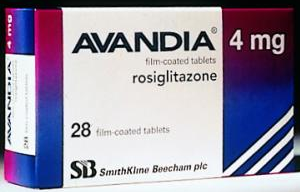 AVANDIA® 4 mg
film-coated tablets
rosiglitazone
28 film-coated tablets
SB SmithKline Beecham plc
AVANDIA 4 mg